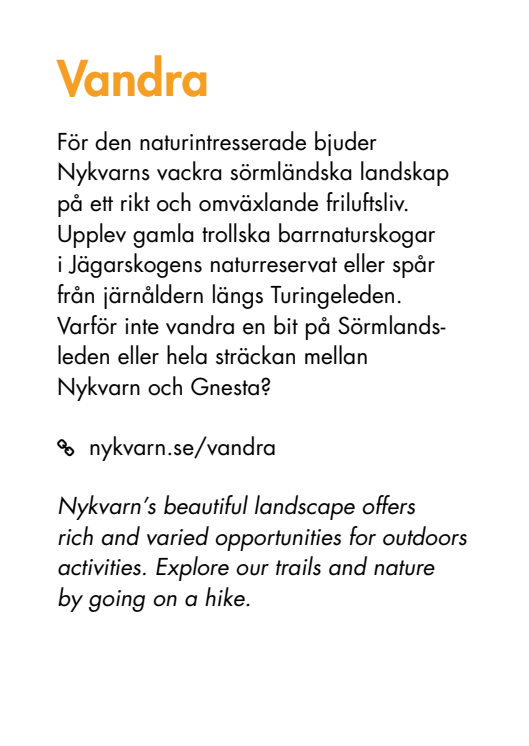 Vandra
För den naturintresserade bjuder
Nykvarns vackra sörmländska landskap
på ett rikt och omväxlande friluftsliv.
Upplev gamla trollska barrnaturskogar
i Jägarskogens naturreservat eller spår
från järnåldern längs Turingeleden.
Varför inte vandra en bit på Sörmlands-
leden eller hela sträckan mellan
Nykvarn och Gnesta?
nykvarn.se/vandra
Nykvarn’s beautiful landscape offers
rich and varied opportunities for outdoors
activities. Explore our trails and nature
by going on a hike.